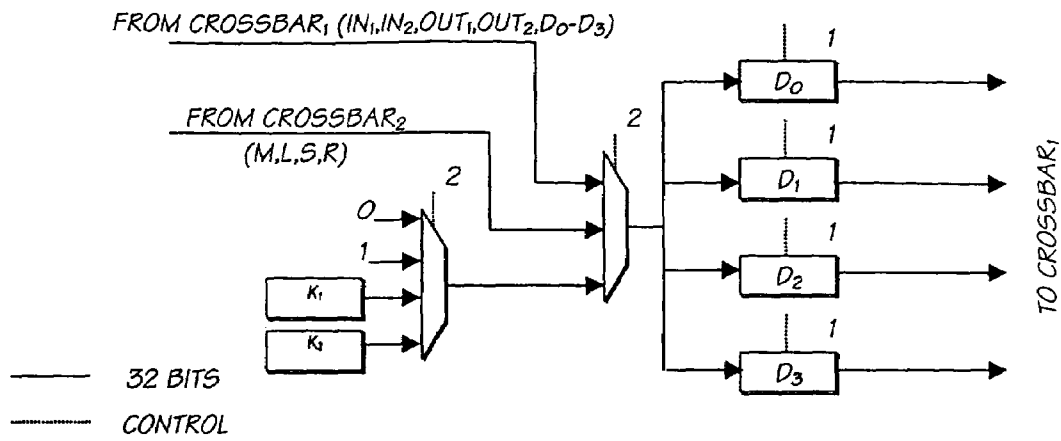 FROM CROSSBAR₁ (IN₁,IN₂,OUT₁,OUT₂,D₀-D₃)
1
D₀
FROM CROSSBAR₂
(M,L,S,R)
2
1
D₁
2
0
1
K₁
K₂
1
D₂
1
D₃
TO CROSSBAR₁
32 BITS
CONTROL